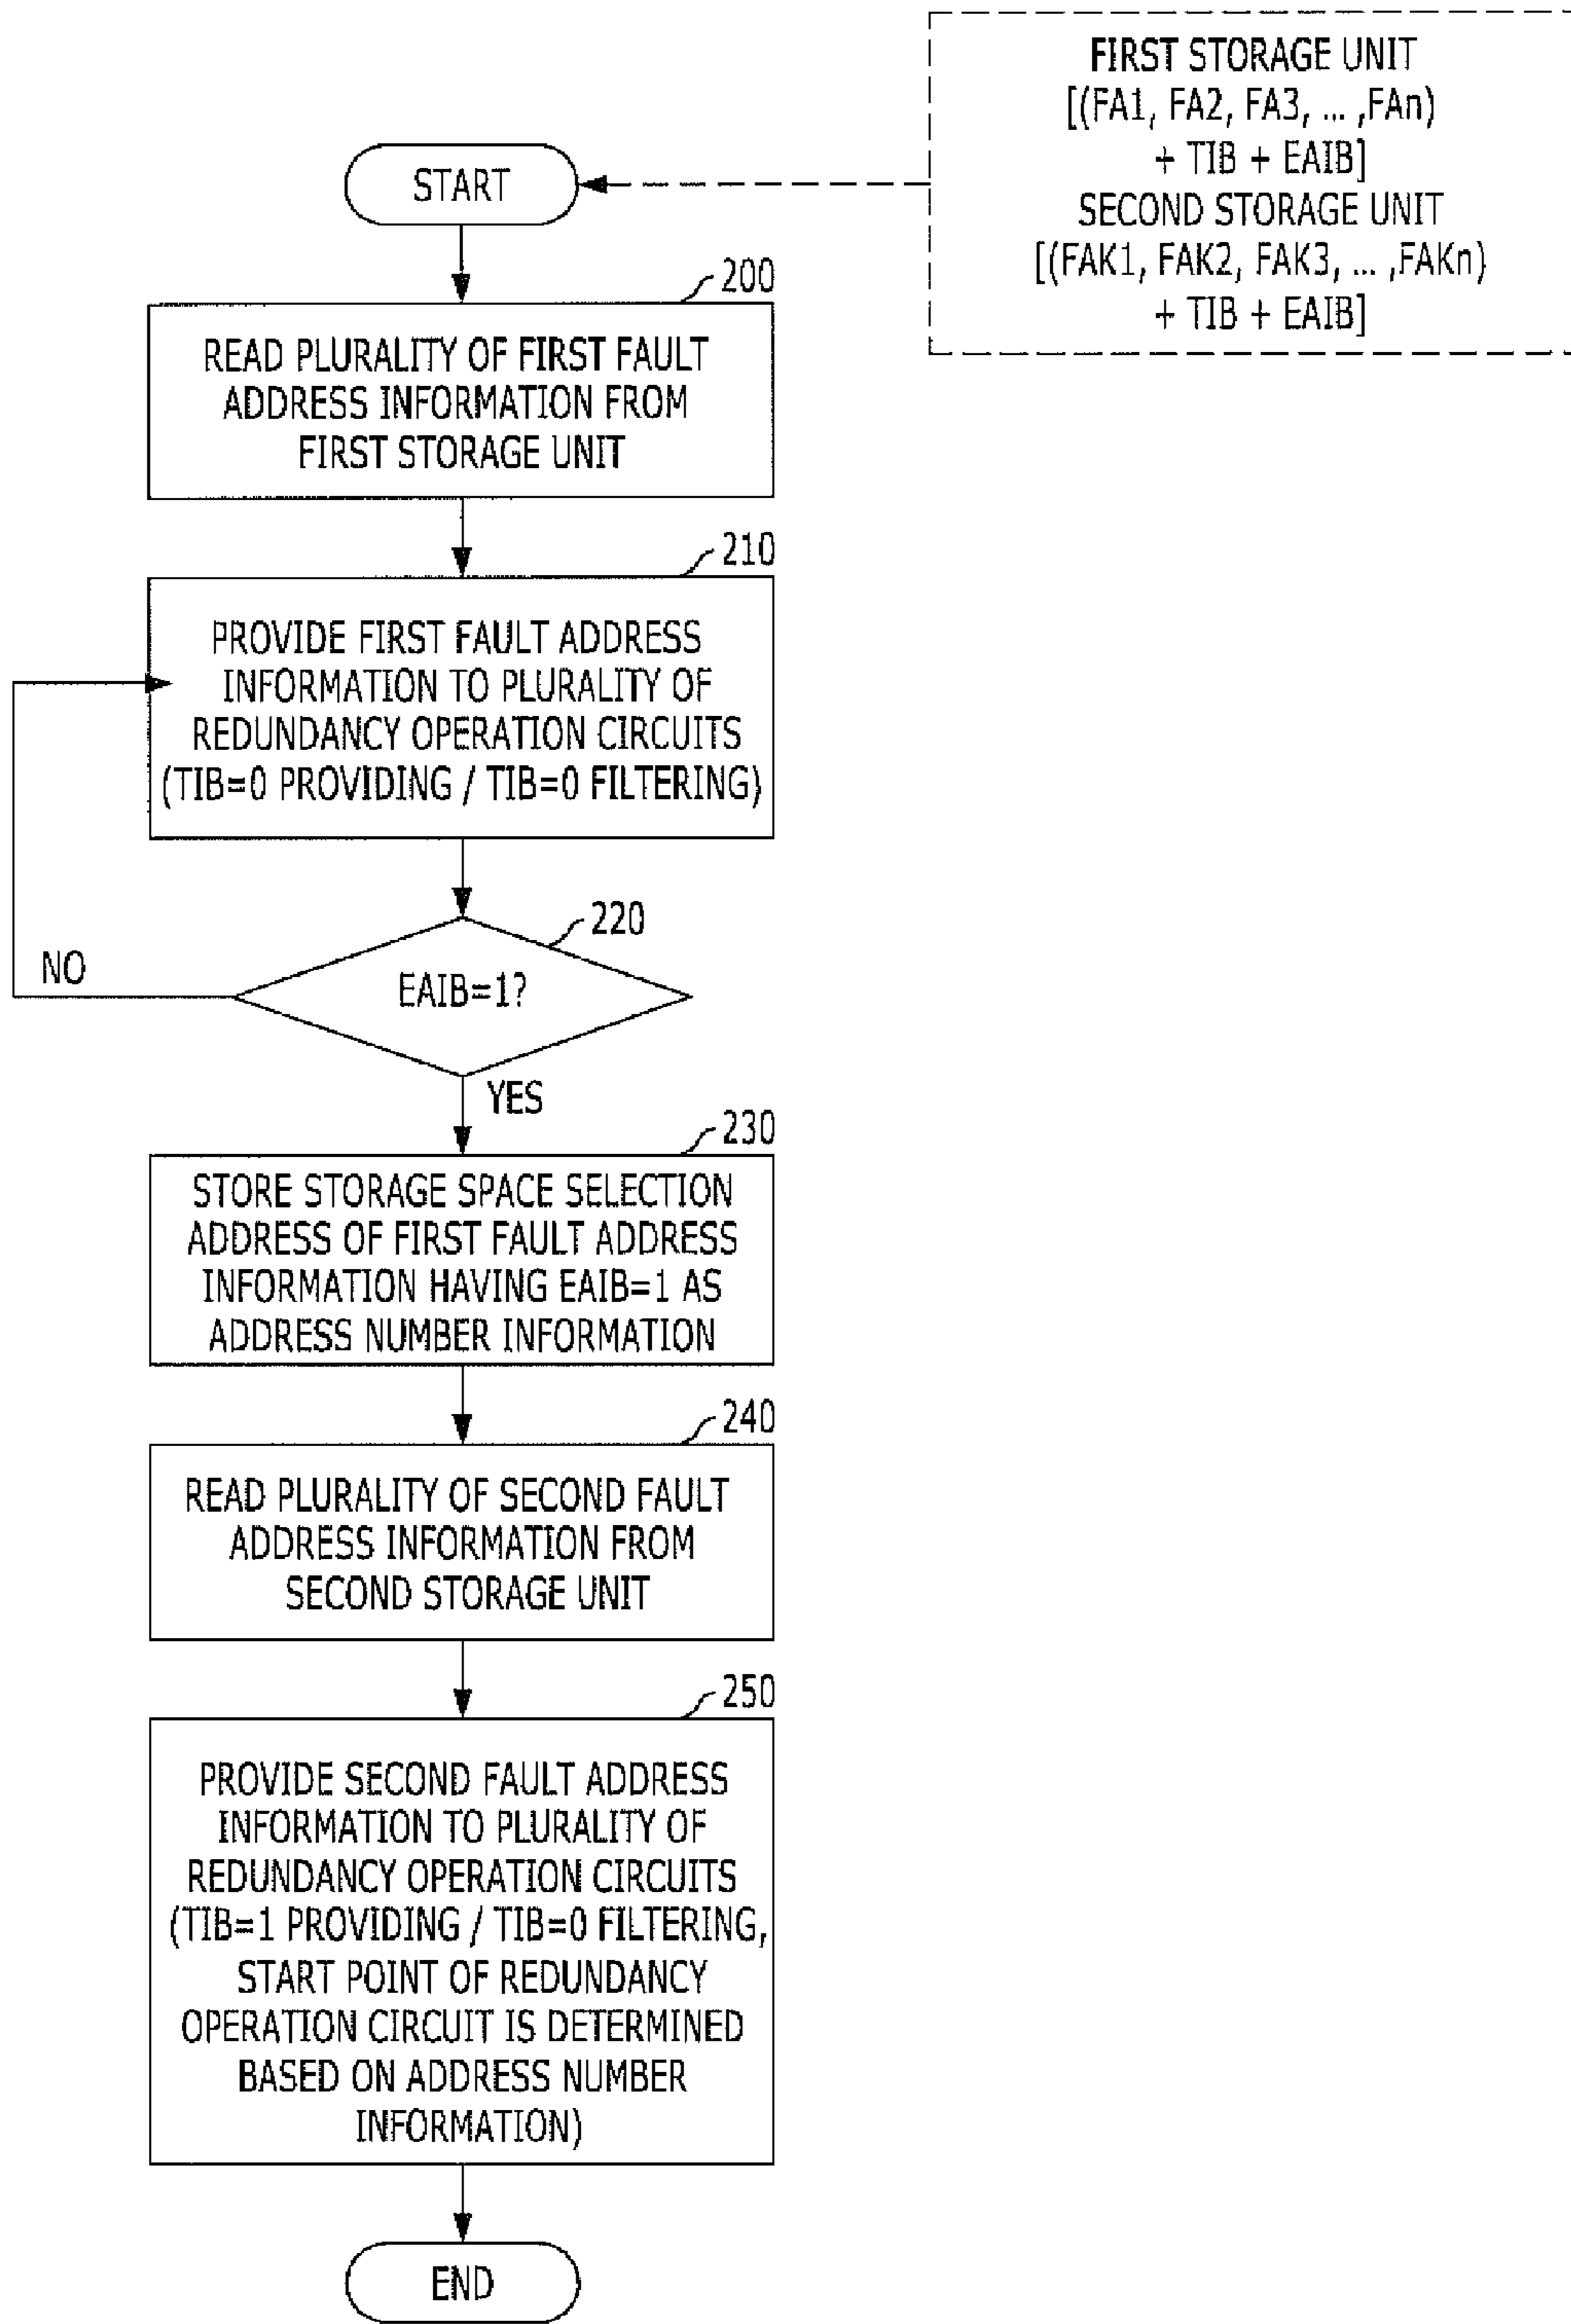 FIRST STORAGE UNIT
[(FA1, FA2, FA3, ... ,FAn)
+ TIB + EAIB]
SECOND STORAGE UNIT
[(FAK1, FAK2, FAK3, ... ,FAKn)
+ TIB + EAIB]
START
200
READ PLURALITY OF FIRST FAULT
ADDRESS INFORMATION FROM
FIRST STORAGE UNIT
210
PROVIDE FIRST FAULT ADDRESS
INFORMATION TO PLURALITY OF
REDUNDANCY OPERATION CIRCUITS
(TIB=0 PROVIDING / TIB=0 FILTERING)
220
NO
EAIB=1?
YES
230
STORE STORAGE SPACE SELECTION
ADDRESS OF FIRST FAULT ADDRESS
INFORMATION HAVING EAIB=1 AS
ADDRESS NUMBER INFORMATION
240
READ PLURALITY OF SECOND FAULT
ADDRESS INFORMATION FROM
SECOND STORAGE UNIT
250
PROVIDE SECOND FAULT ADDRESS
INFORMATION TO PLURALITY OF
REDUNDANCY OPERATION CIRCUITS
(TIB=1 PROVIDING / TIB=0 FILTERING,
START POINT OF REDUNDANCY
OPERATION CIRCUIT IS DETERMINED
BASED ON ADDRESS NUMBER
INFORMATION)
END